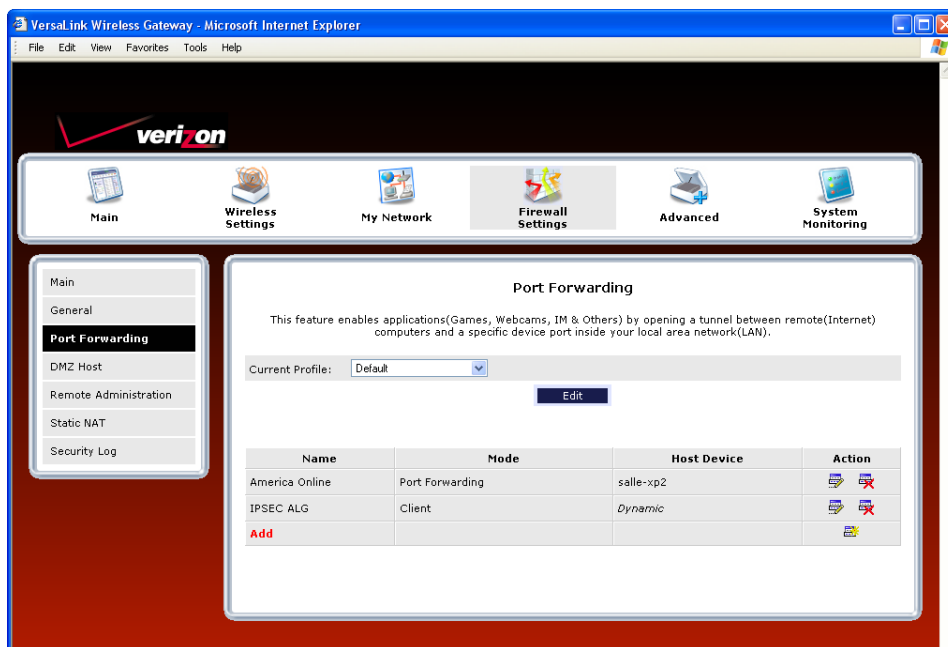 VersaLink Wireless Gateway - Microsoft Internet Explorer
File Edit View Favorites Tools Help
verizon
Main
Wireless
Settings
My Network
Firewall
Settings
Advanced
System
Monitoring
Main
General
Port Forwarding
DMZ Host
Remote Administration
Static NAT
Security Log
Port Forwarding
This feature enables applications(Games, Webcams, IM & Others) by opening a tunnel between remote(Internet)
computers and a specific device port inside your local area network(LAN).
Current Profile: Default
Edit
Name Mode Host Device Action
America Online Port Forwarding salle-xp2
IPSEC ALG Client Dynamic
Add